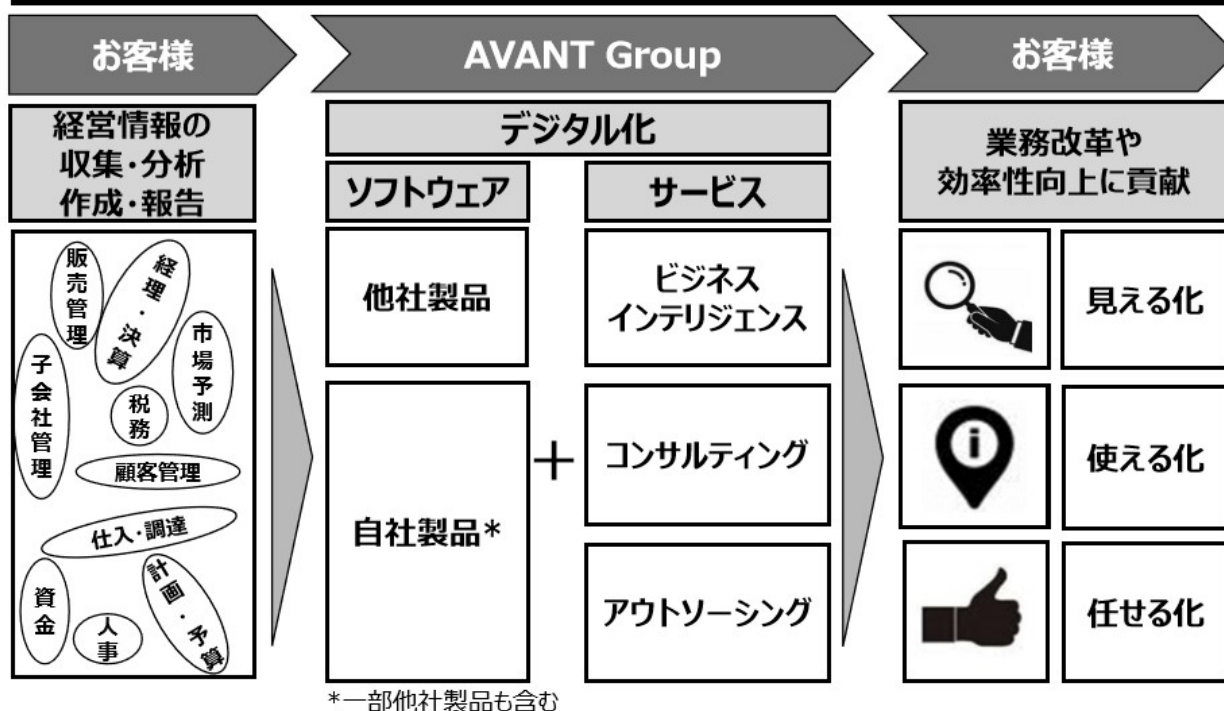 お客様
AVANT Group
お客様
経営情報の
収集・分析
作成・報告
デジタル化
ソフトウェア
サービス
業務改革や
効率性向上に貢献
販売管理
経理・決算
市場予測
子会社管理
税務
顧客管理
仕入・調達
資金
人事
計画・予算
他社製品
自社製品*
+
ビジネス
インテリジェンス
コンサルティング
アウトソーシング
見える化
i
使える化
任せる化
*一部他社製品も含む